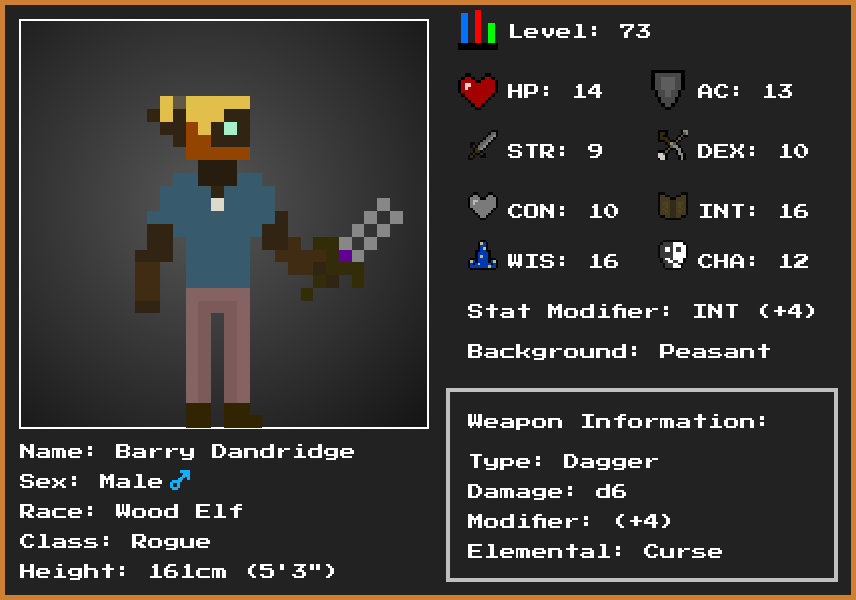 Level: 73
HP: 14
AC: 13
STR: 9
DEX: 10
CON: 10
INT: 16
WIS: 16
CHA: 12
Stat Modifier: INT (+4)
Background: Peasant
Weapon Information:
Type: Dagger
Damage: d6
Modifier: (+4)
Elemental: Curse
Name: Barry Dandridge
Sex: Male♂
Race: Wood Elf
Class: Rogue
Height: 161cm (5'3")